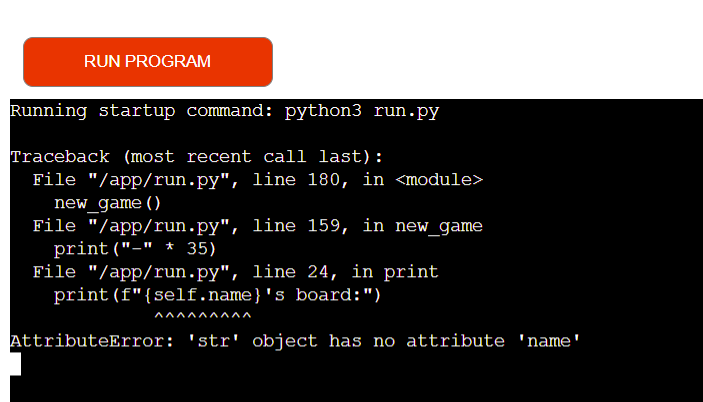 RUN PROGRAM
Running startup command: python3 run.py
Traceback (most recent call last):
  File "/app/run.py", line 180, in <module>
    new_game()
  File "/app/run.py", line 159, in new_game
    print("-" * 35)
  File "/app/run.py", line 24, in print
    print(f"{self.name}'s board:")
             ^^^^^^^^^
AttributeError: 'str' object has no attribute 'name'